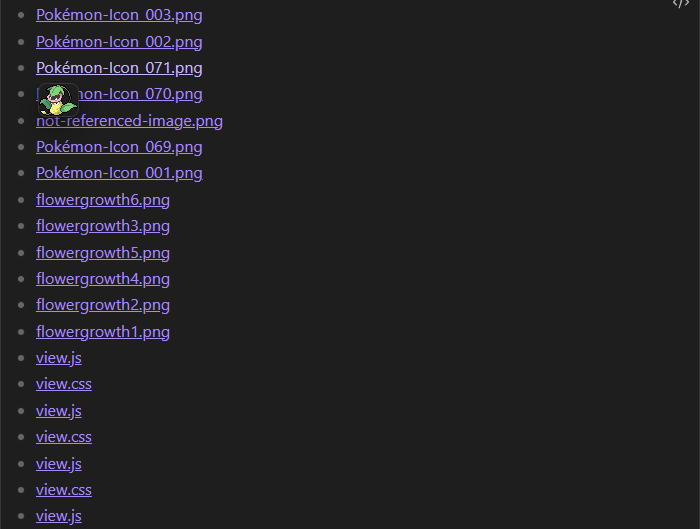 Pokémon-Icon_003.png
Pokémon-Icon_002.png
Pokémon-Icon_071.png
mon-Icon_070.png
not-referenced-image.png
Pokémon-Icon_069.png
Pokémon-Icon_001.png
flowergrowth6.png
flowergrowth3.png
flowergrowth5.png
flowergrowth4.png
flowergrowth2.png
flowergrowth1.png
view.js
view.css
view.js
view.css
view.js
view.css
view.js